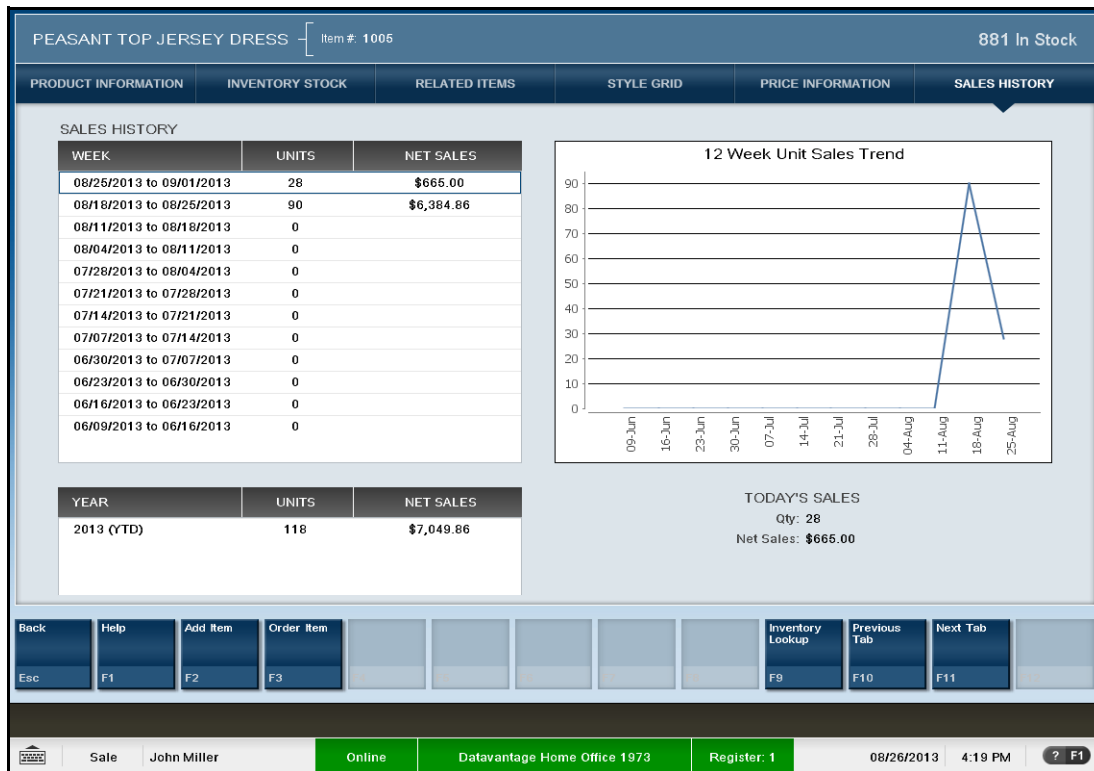 PEASANT TOP JERSEY DRESS Item #: 1005 881 In Stock
PRODUCT INFORMATION INVENTORY STOCK RELATED ITEMS STYLE GRID PRICE INFORMATION SALES HISTORY
SALES HISTORY
WEEK UNITS NET SALES
08/25/2013 to 09/01/2013 28 $665.00
08/18/2013 to 08/25/2013 90 $6,384.86
08/11/2013 to 08/18/2013 0
08/04/2013 to 08/11/2013 0
07/28/2013 to 08/04/2013 0
07/21/2013 to 07/28/2013 0
07/14/2013 to 07/21/2013 0
07/07/2013 to 07/14/2013 0
06/30/2013 to 07/07/2013 0
06/23/2013 to 06/30/2013 0
06/16/2013 to 06/23/2013 0
06/09/2013 to 06/16/2013 0
12 Week Unit Sales Trend
90
80
70
60
50
40
30
20
10
0
09-Jun 16-Jun 23-Jun 30-Jun 07-Jul 14-Jul 21-Jul 28-Jul 04-Aug 11-Aug 18-Aug 25-Aug
YEAR UNITS NET SALES
2013 (YTD) 118 $7,049.86
TODAY'S SALES
Qty: 28
Net Sales: $665.00
Back Help Add Item Order Item Inventory Lookup Previous Tab Next Tab
Esc F1 F2 F3 F9 F10 F11
Sale John Miller Online Datavantage Home Office 1973 Register: 1 08/26/2013 4:19 PM ? F1